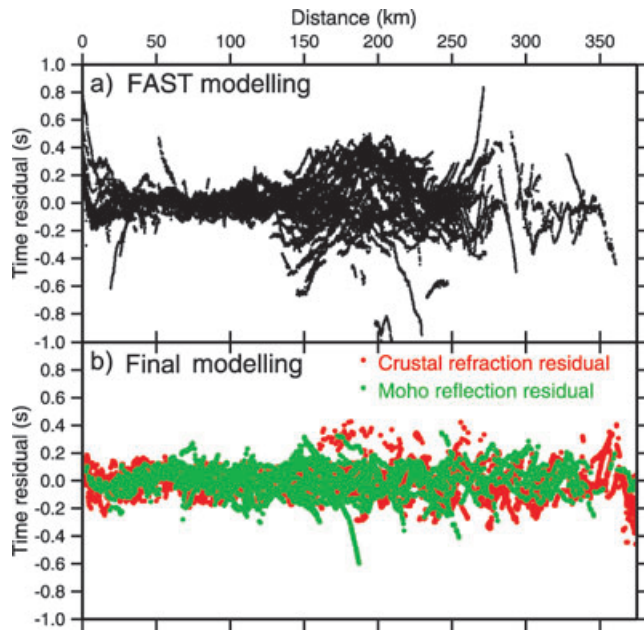 Distance (km)
0 50 100 150 200 250 300 350
a) FAST modelling
Time residual (s)
1.0
0.8
0.6
0.4
0.2
0.0
-0.2
-0.4
-0.6
-0.8
-1.0
b) Final modelling
Crustal refraction residual
Moho reflection residual
Time residual (s)
0.8
0.6
0.4
0.2
0.0
-0.2
-0.4
-0.6
-0.8
-1.0